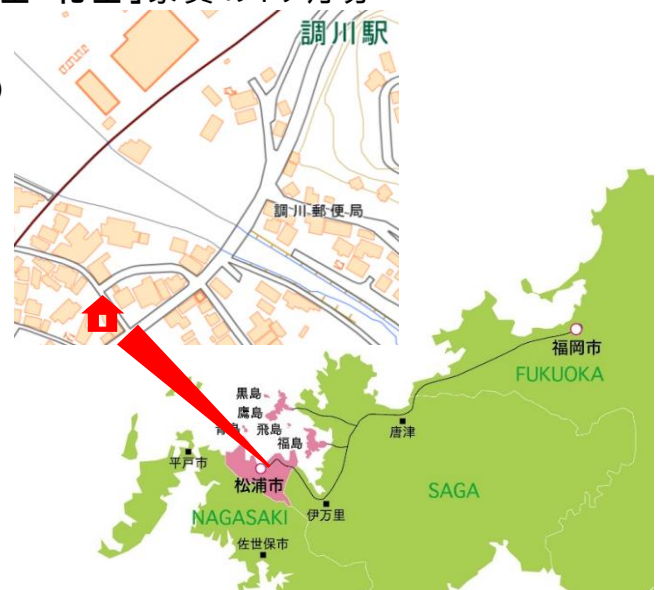 調川駅
調川郵便局
福岡市
FUKUOKA
黒島
鷹島
飛島
福島
唐津
平戸市
松浦市
伊万里
SAGA
NAGASAKI
佐世保市